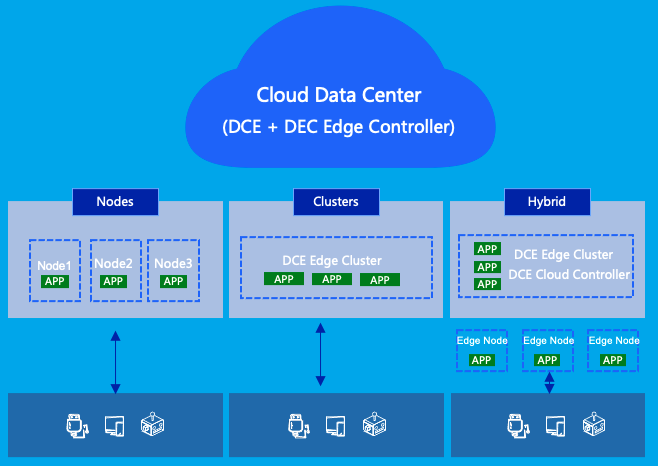 Cloud Data Center
(DCE + DEC Edge Controller)
Nodes
Clusters
Hybrid
Node1
APP
Node2
APP
Node3
APP
DCE Edge Cluster
APP
APP
APP
APP
APP
APP
DCE Edge Cluster
DCE Cloud Controller
Edge Node
APP
Edge Node
APP
Edge Node
APP